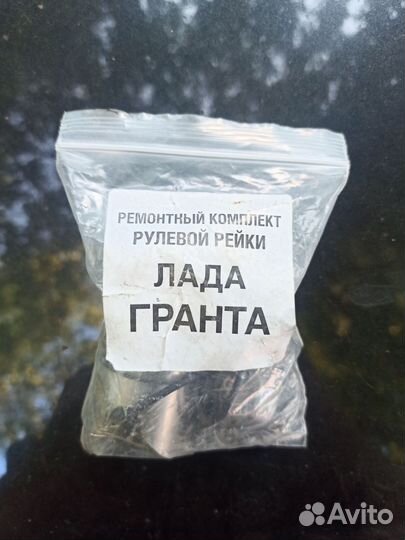 РЕМОНТНЫЙ КОМПЛЕКТ
РУЛЕВОЙ РЕЙКИ
ЛАДА
ГРАНТА
Avito